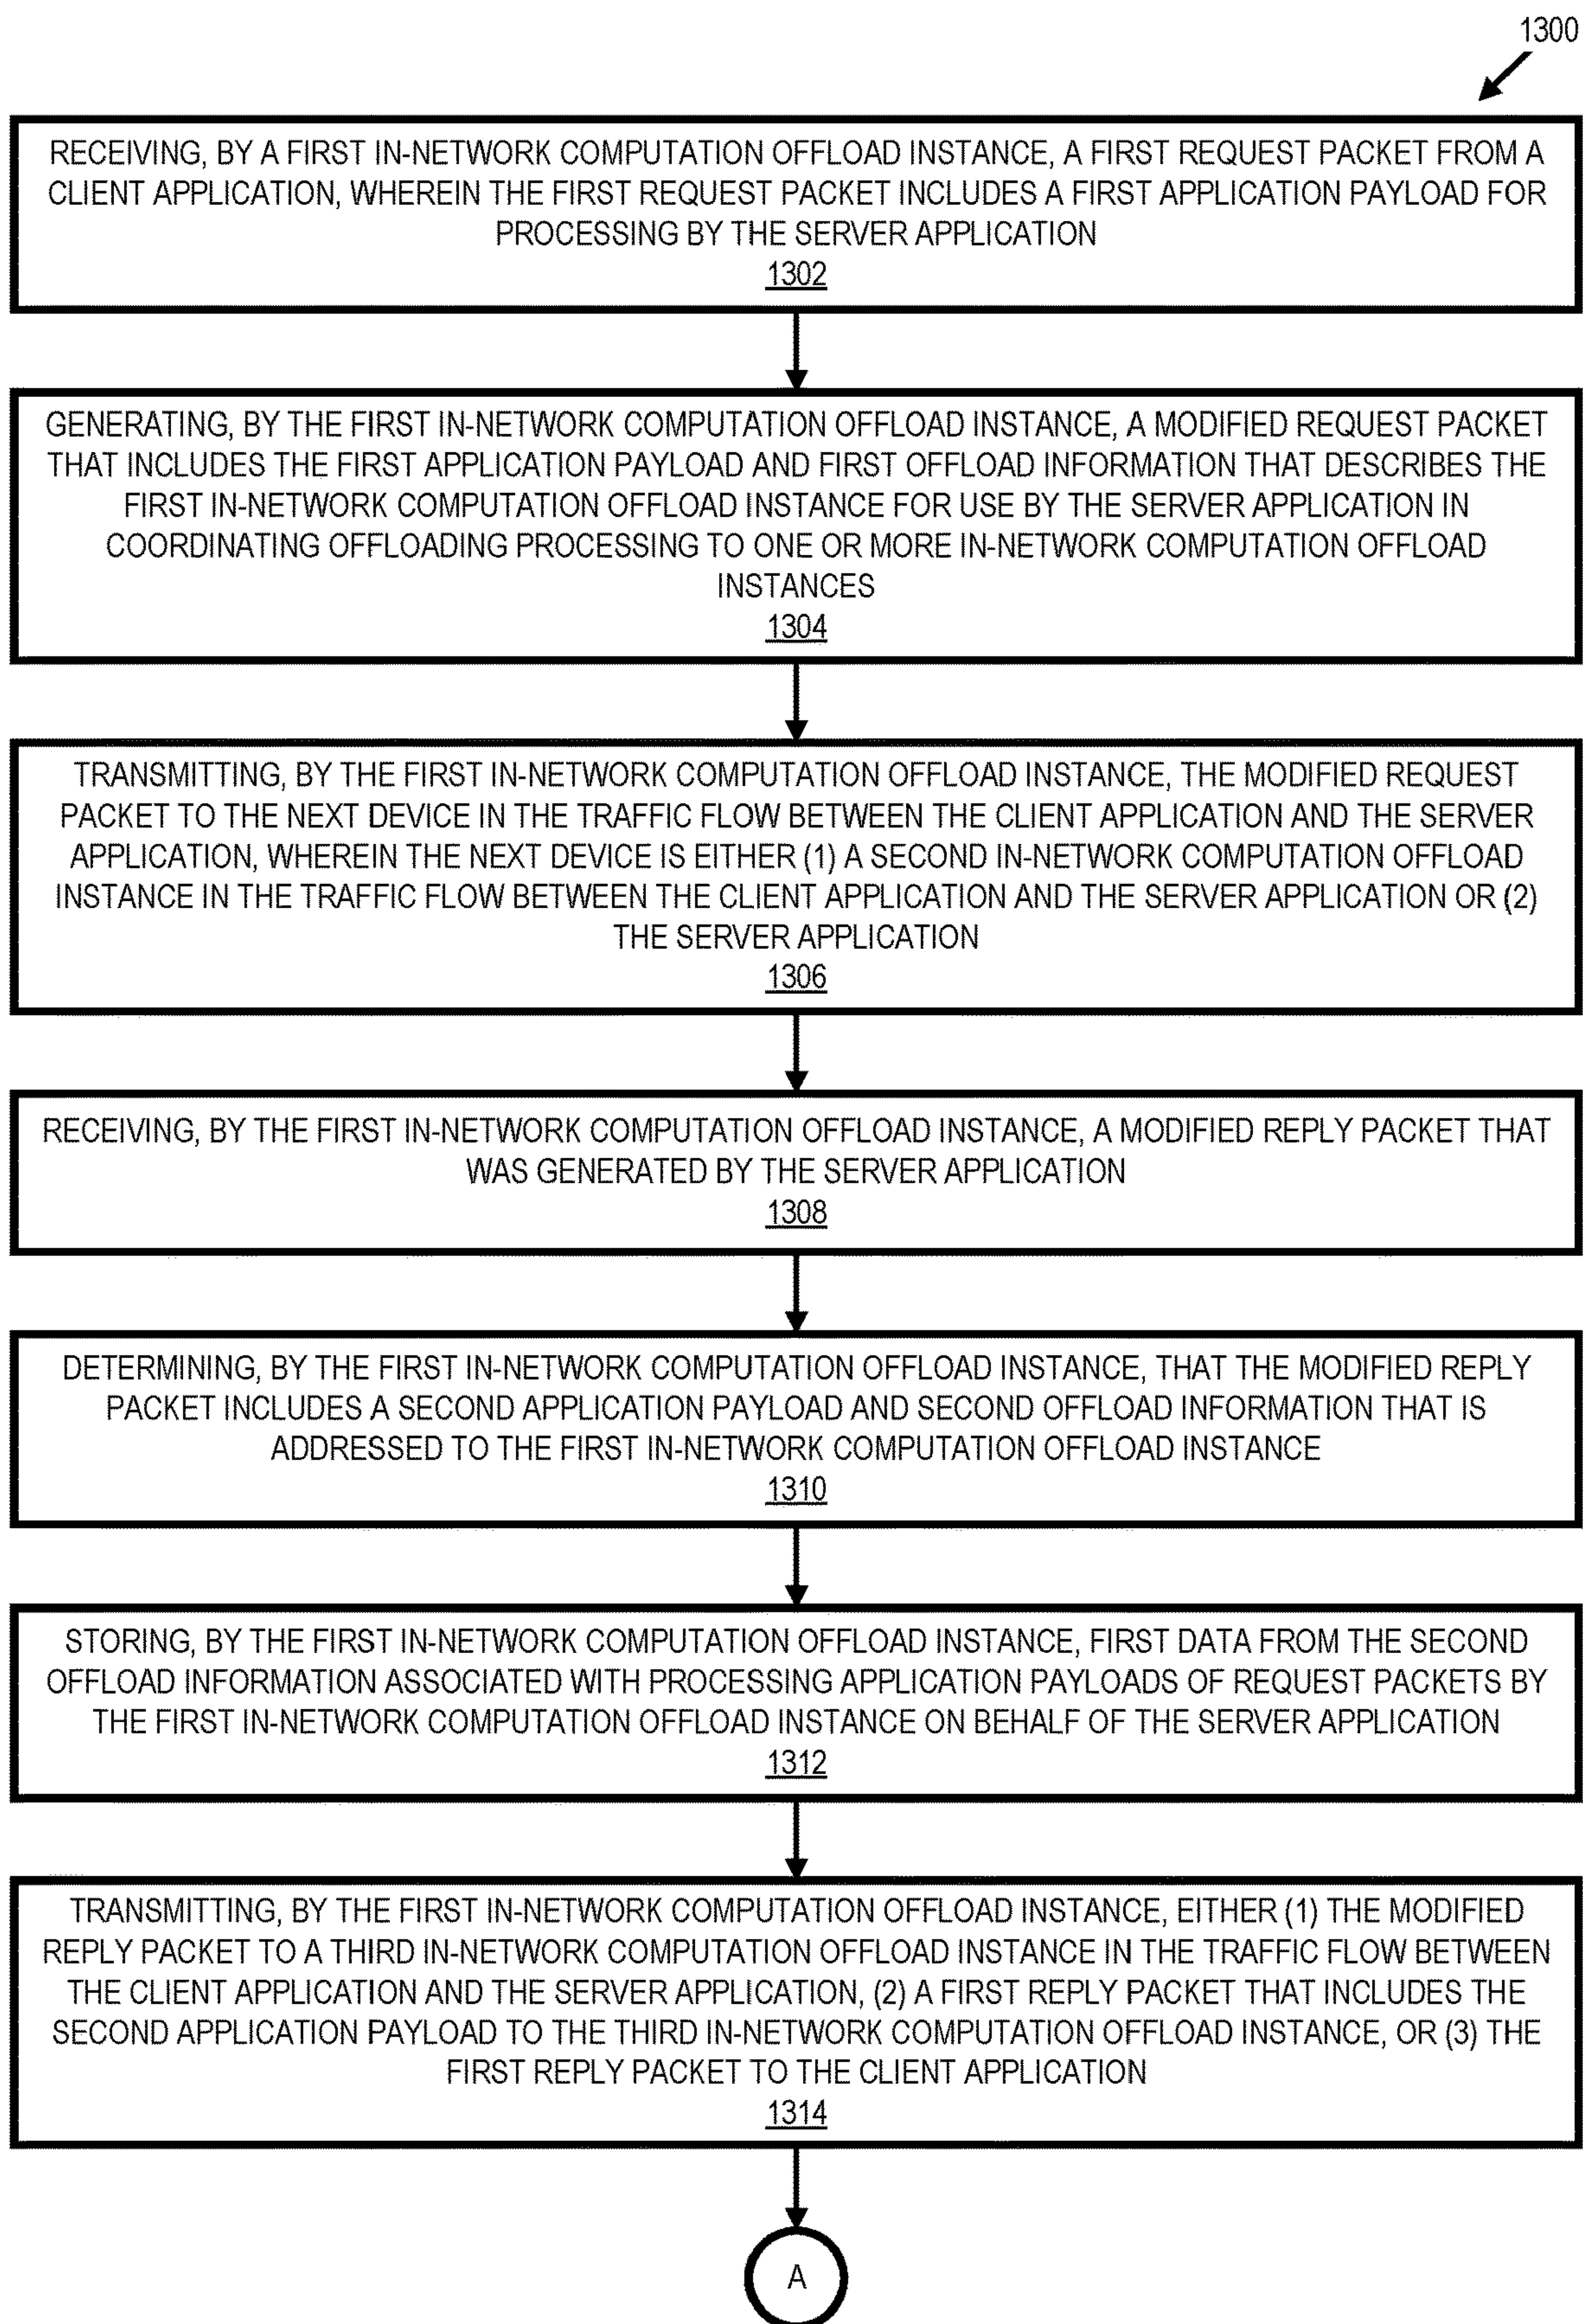 1300
RECEIVING, BY A FIRST IN-NETWORK COMPUTATION OFFLOAD INSTANCE, A FIRST REQUEST PACKET FROM A
CLIENT APPLICATION, WHEREIN THE FIRST REQUEST PACKET INCLUDES A FIRST APPLICATION PAYLOAD FOR
PROCESSING BY THE SERVER APPLICATION
1302
GENERATING, BY THE FIRST IN-NETWORK COMPUTATION OFFLOAD INSTANCE, A MODIFIED REQUEST PACKET
THAT INCLUDES THE FIRST APPLICATION PAYLOAD AND FIRST OFFLOAD INFORMATION THAT DESCRIBES THE
FIRST IN-NETWORK COMPUTATION OFFLOAD INSTANCE FOR USE BY THE SERVER APPLICATION IN
COORDINATING OFFLOADING PROCESSING TO ONE OR MORE IN-NETWORK COMPUTATION OFFLOAD
INSTANCES
1304
TRANSMITTING, BY THE FIRST IN-NETWORK COMPUTATION OFFLOAD INSTANCE, THE MODIFIED REQUEST
PACKET TO THE NEXT DEVICE IN THE TRAFFIC FLOW BETWEEN THE CLIENT APPLICATION AND THE SERVER
APPLICATION, WHEREIN THE NEXT DEVICE IS EITHER (1) A SECOND IN-NETWORK COMPUTATION OFFLOAD
INSTANCE IN THE TRAFFIC FLOW BETWEEN THE CLIENT APPLICATION AND THE SERVER APPLICATION OR (2)
THE SERVER APPLICATION
1306
RECEIVING, BY THE FIRST IN-NETWORK COMPUTATION OFFLOAD INSTANCE, A MODIFIED REPLY PACKET THAT
WAS GENERATED BY THE SERVER APPLICATION
1308
DETERMINING, BY THE FIRST IN-NETWORK COMPUTATION OFFLOAD INSTANCE, THAT THE MODIFIED REPLY
PACKET INCLUDES A SECOND APPLICATION PAYLOAD AND SECOND OFFLOAD INFORMATION THAT IS
ADDRESSED TO THE FIRST IN-NETWORK COMPUTATION OFFLOAD INSTANCE
1310
STORING, BY THE FIRST IN-NETWORK COMPUTATION OFFLOAD INSTANCE, FIRST DATA FROM THE SECOND
OFFLOAD INFORMATION ASSOCIATED WITH PROCESSING APPLICATION PAYLOADS OF REQUEST PACKETS BY
THE FIRST IN-NETWORK COMPUTATION OFFLOAD INSTANCE ON BEHALF OF THE SERVER APPLICATION
1312
TRANSMITTING, BY THE FIRST IN-NETWORK COMPUTATION OFFLOAD INSTANCE, EITHER (1) THE MODIFIED
REPLY PACKET TO A THIRD IN-NETWORK COMPUTATION OFFLOAD INSTANCE IN THE TRAFFIC FLOW BETWEEN
THE CLIENT APPLICATION AND THE SERVER APPLICATION, (2) A FIRST REPLY PACKET THAT INCLUDES THE
SECOND APPLICATION PAYLOAD TO THE THIRD IN-NETWORK COMPUTATION OFFLOAD INSTANCE, OR (3) THE
FIRST REPLY PACKET TO THE CLIENT APPLICATION
1314
A